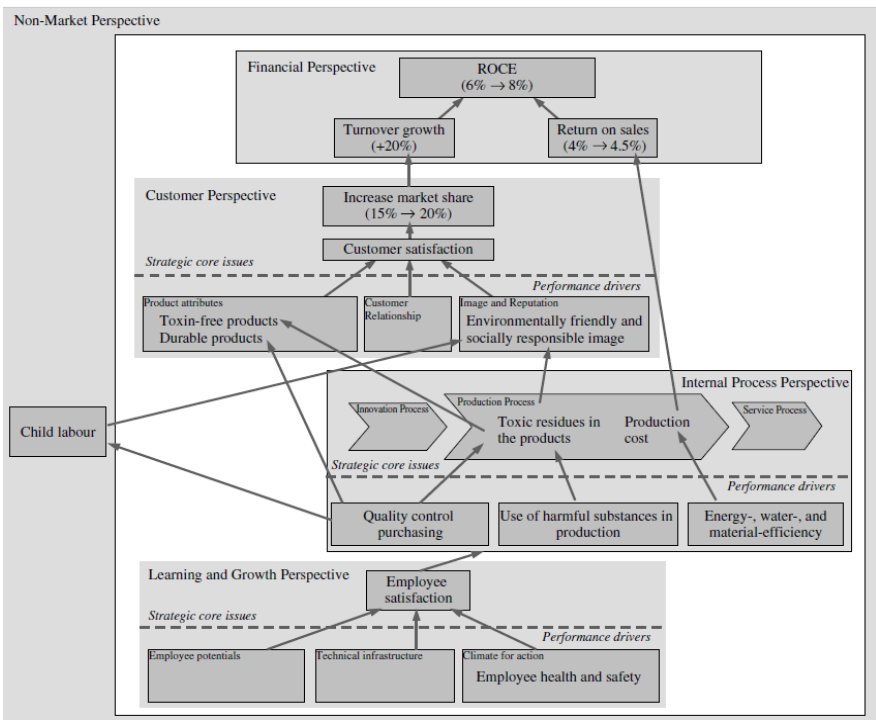 Non-Market Perspective
Financial Perspective
ROCE
(6% → 8%)
Turnover growth
(+20%)
Return on sales
(4% → 4.5%)
Customer Perspective
Increase market share
(15% → 20%)
Customer satisfaction
Strategic core issues
Performance drivers
Product attributes
Toxin-free products
Durable products
Customer
Relationship
Image and Reputation
Environmentally friendly and
socially responsible image
Internal Process Perspective
Child labour
Innovation Process
Production Process
Toxic residues in
the products
Production
cost
Service Process
Strategic core issues
Performance drivers
Quality control
purchasing
Use of harmful substances in
production
Energy-, water-, and
material-efficiency
Learning and Growth Perspective
Employee
satisfaction
Strategic core issues
Performance drivers
Employee potentials
Technical infrastructure
Climate for action
Employee health and safety